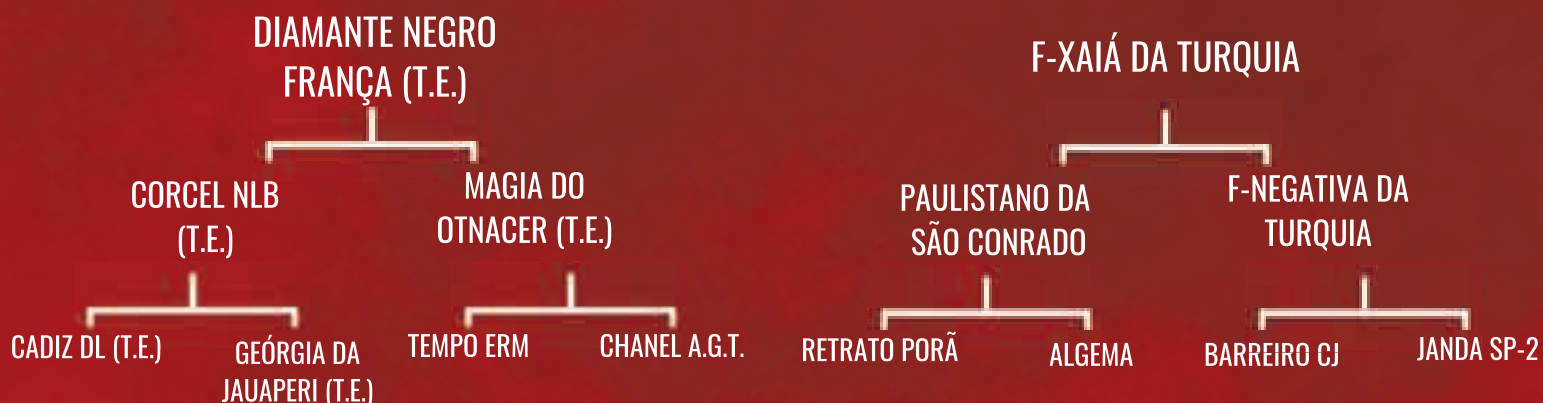 DIAMANTE NEGRO
FRANÇA (T.E.)
F-XAIÁ DA TURQUIA
CORCEL NLB
(T.E.)
MAGIA DO
OTNACER (T.E.)
PAULISTANO DA
SÃO CONRADO
F-NEGATIVA DA
TURQUIA
CADIZ DL (T.E.)
GEÓRGIA DA
JAUAPERI (T.E.)
TEMPO ERM
CHANEL A.G.T.
RETRATO PORÃ
ALGEMA
BARREIRO CJ
JANDA SP-2